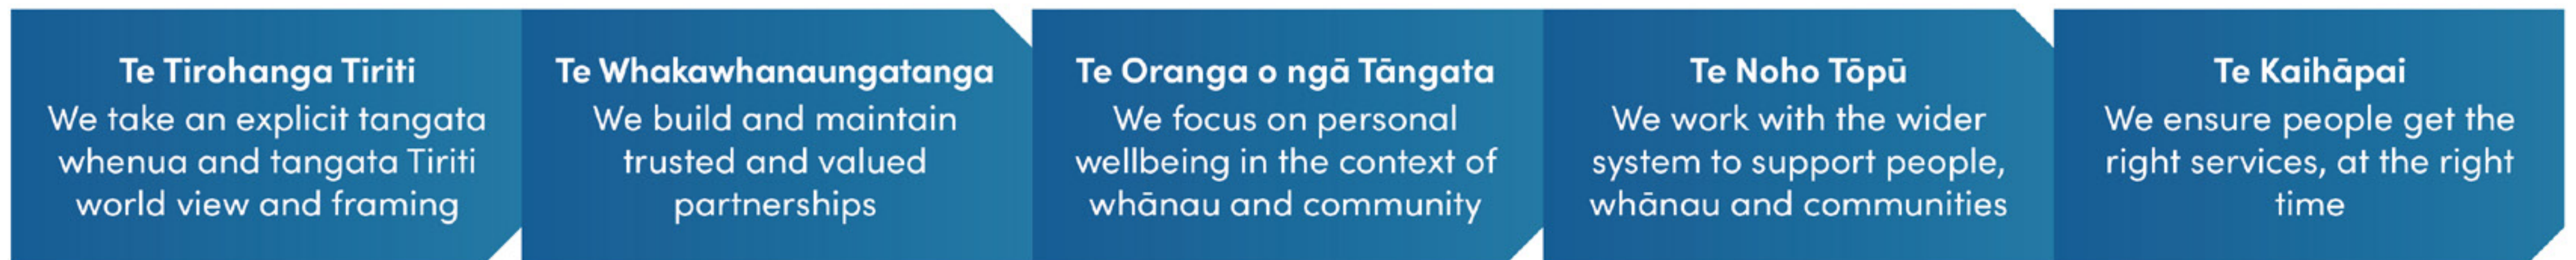 Te Tirohanga Tiriti
We take an explicit tangata
whenua and tangata Tiriti
world view and framing
Te Whakawhanaungatanga
We build and maintain
trusted and valued
partnerships
Te Oranga o ngā Tāngata
We focus on personal
wellbeing in the context of
whānau and community
Te Noho Tōpū
We work with the wider
system to support people,
whānau and communities
Te Kaihāpai
We ensure people get the
right services, at the right
time